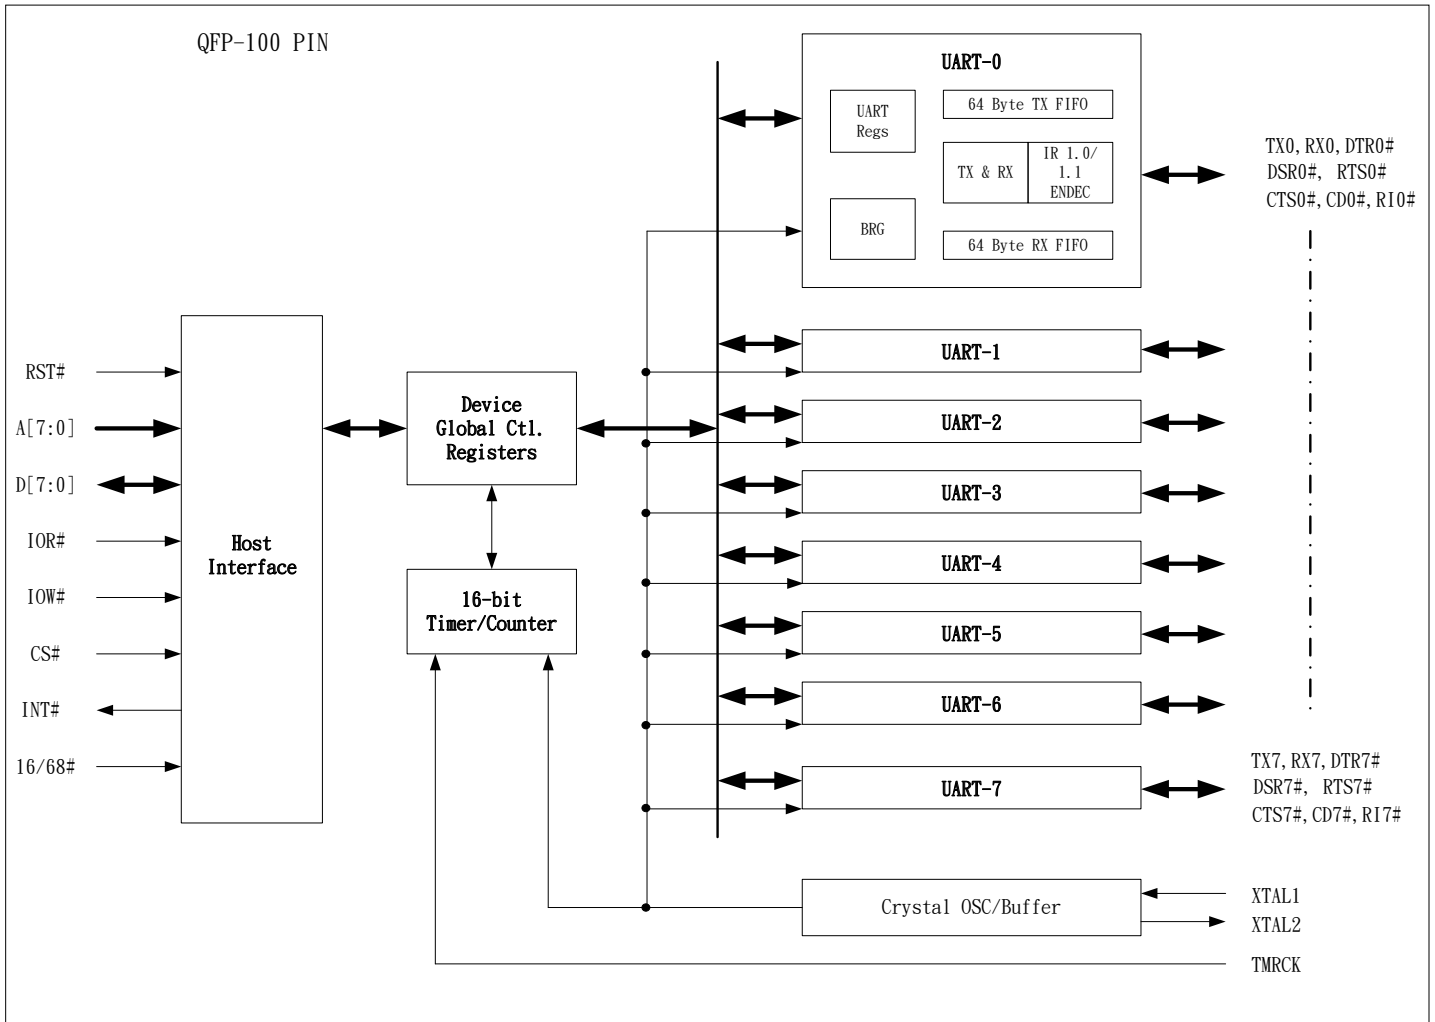 QFP-100 PIN
UART-0
UART
Regs
64 Byte TX FIFO
TX & RX
IR 1.0/
1.1
ENDEC
BRG
64 Byte RX FIFO
TX0, RX0, DTR0#
DSR0#, RTS0#
CTS0#, CD0#, RI0#
RST#
A[7:0]
D[7:0]
IOR#
IOW#
CS#
INT#
16/68#
Host
Interface
Device
Global Ctl.
Registers
16-bit
Timer/Counter
UART-1
UART-2
UART-3
UART-4
UART-5
UART-6
UART-7
TX7, RX7, DTR7#
DSR7#, RTS7#
CTS7#, CD7#, RI7#
Crystal OSC/Buffer
XTAL1
XTAL2
TMRCK